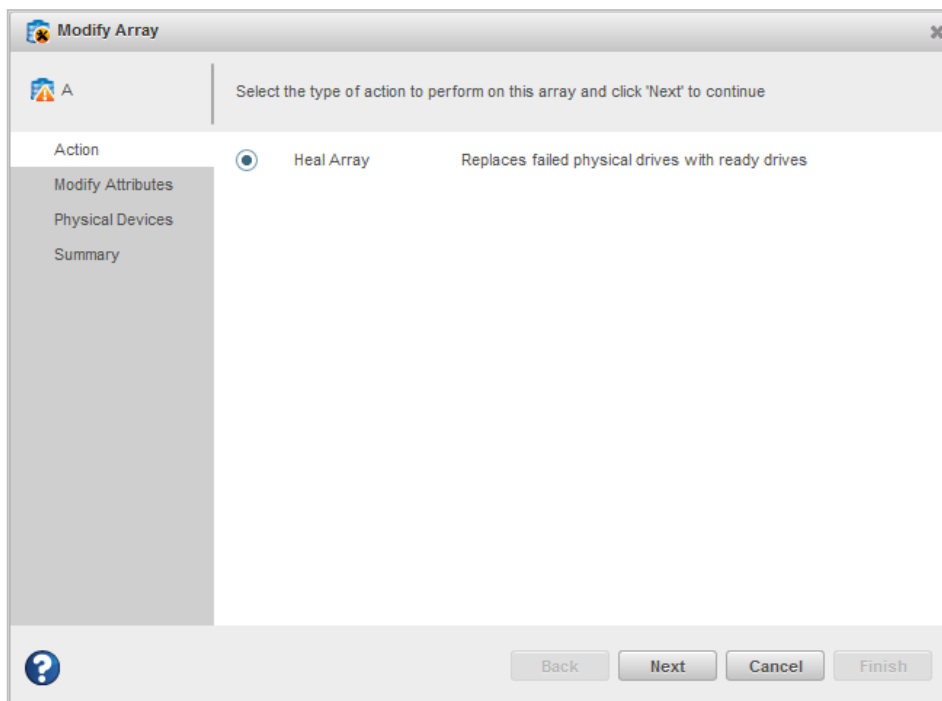 Modify Array
A
Select the type of action to perform on this array and click 'Next' to continue
Action
Modify Attributes
Physical Devices
Summary
Heal Array
Replaces failed physical drives with ready drives
?
Back
Next
Cancel
Finish